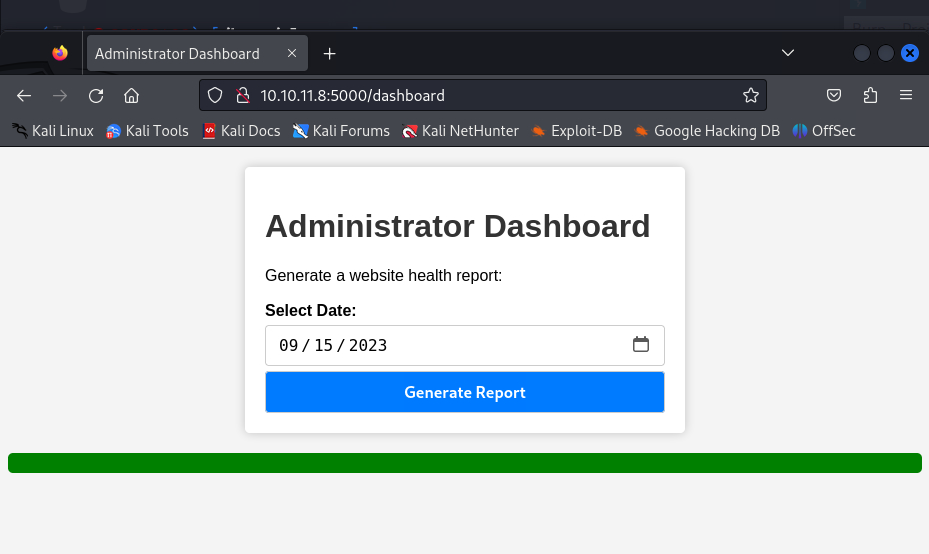 Administrator Dashboard
10.10.11.8:5000/dashboard
Kali Linux Kali Tools Kali Docs Kali Forums Kali NetHunter Exploit-DB Google Hacking DB OffSec
Administrator Dashboard
Generate a website health report:
Select Date:
09/15/2023
Generate Report